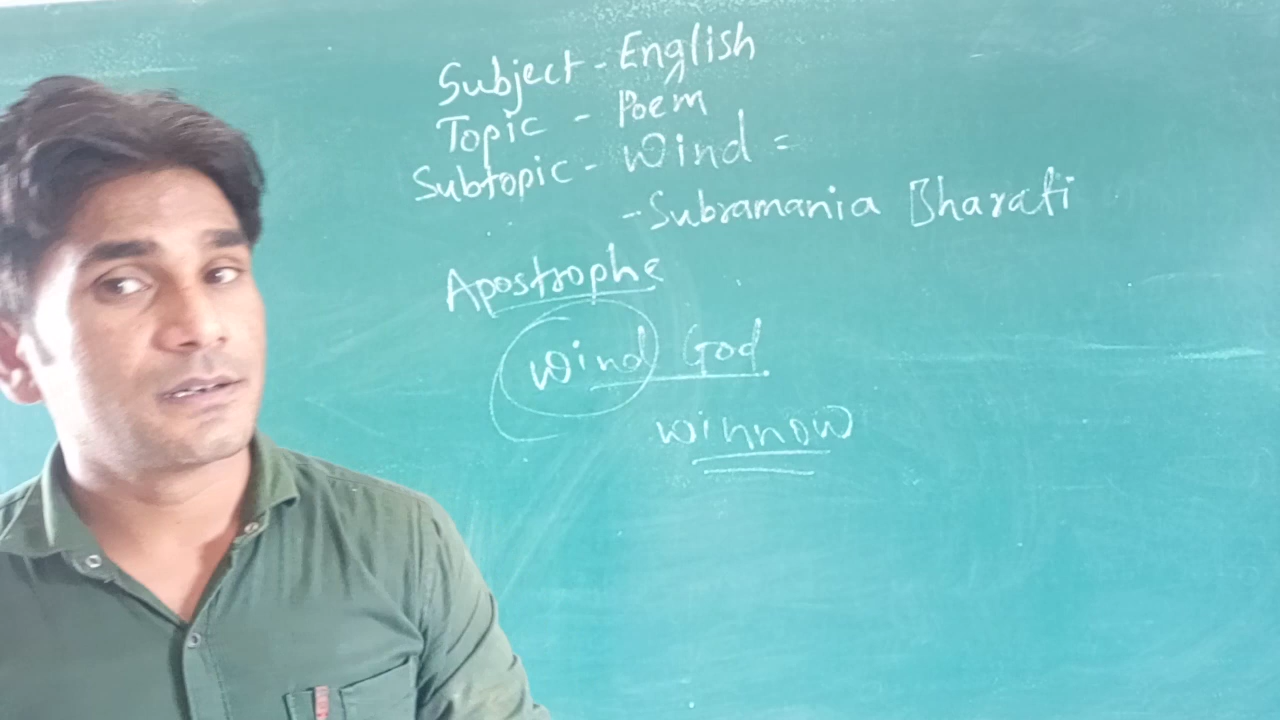 Subject - English
Topic - Poem
Subtopic - Wind =
- Subramania Bharati
Apostrophe
Wind God
winnow